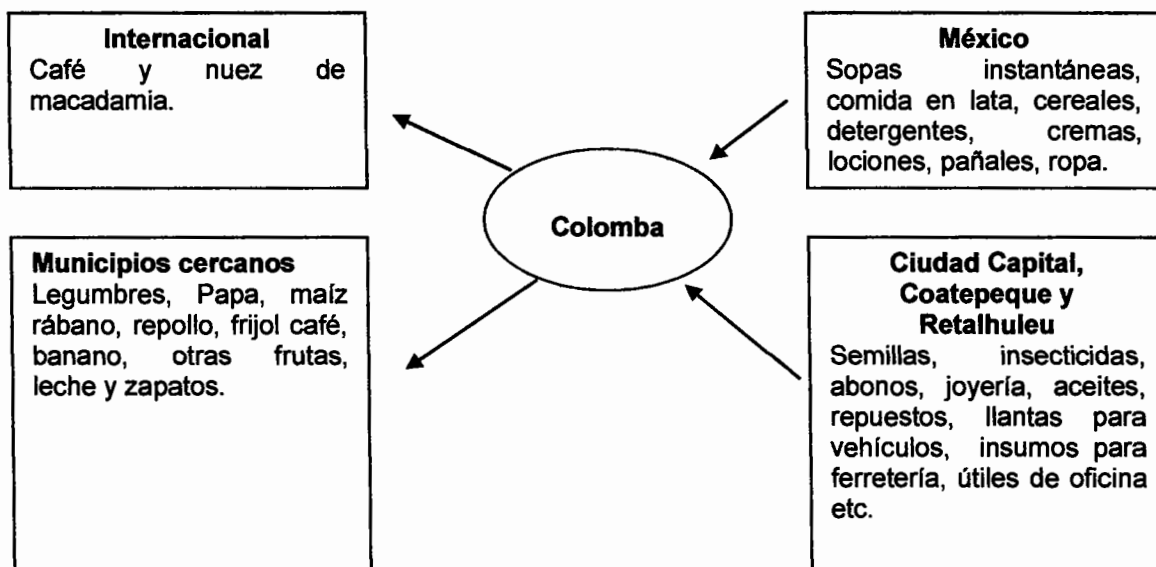 Internacional
Café y nuez de
macadamia.
México
Sopas instantáneas,
comida en lata, cereales,
detergentes, cremas,
lociones, pañales, ropa.
Colomba
Municipios cercanos
Legumbres, Papa, maíz
rábano, repollo, frijol café,
banano, otras frutas,
leche y zapatos.
Ciudad Capital,
Coatepeque y
Retalhuleu
Semillas, insecticidas,
abonos, joyería, aceites,
repuestos, llantas para
vehículos, insumos para
ferretería, útiles de oficina
etc.